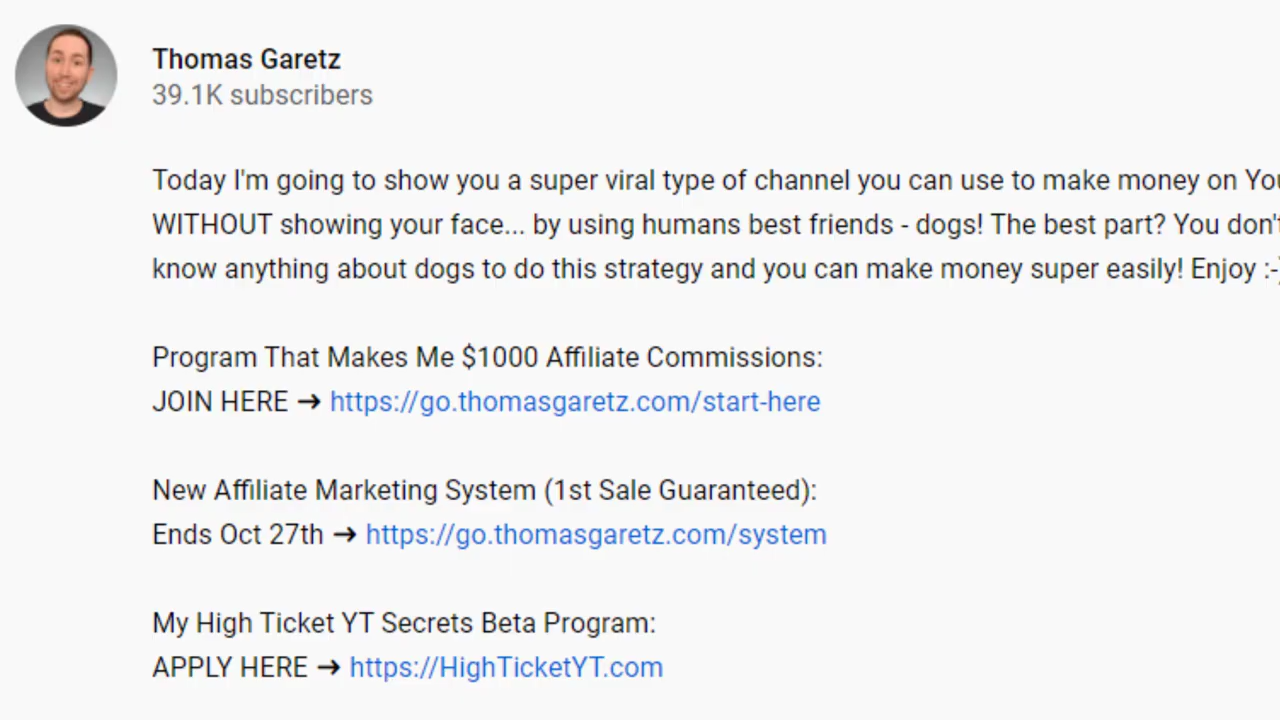 Thomas Garetz
39.1K subscribers
Today I'm going to show you a super viral type of channel you can use to make money on
WITHOUT showing your face... by using humans best friends - dogs! The best part? You don't
know anything about dogs to do this strategy and you can make money super easily! Enjoy :-)
Program That Makes Me $1000 Affiliate Commissions:
JOIN HERE ➜ https://go.thomasgaretz.com/start-here
New Affiliate Marketing System (1st Sale Guaranteed):
Ends Oct 27th ➜ https://go.thomasgaretz.com/system
My High Ticket YT Secrets Beta Program:
APPLY HERE ➜ https://HighTicketYT.com